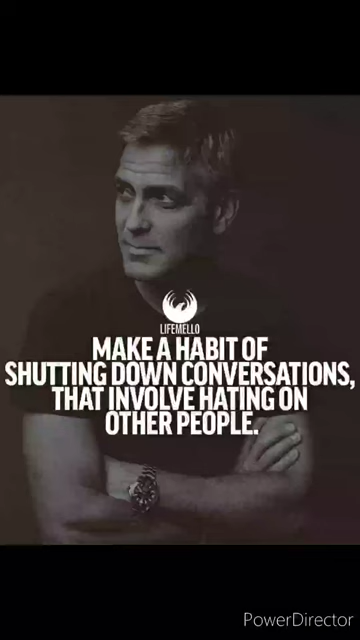 LIFEMELLO
MAKE A HABIT OF
SHUTTING DOWN CONVERSATIONS,
THAT INVOLVE HATING ON
OTHER PEOPLE.
PowerDirector